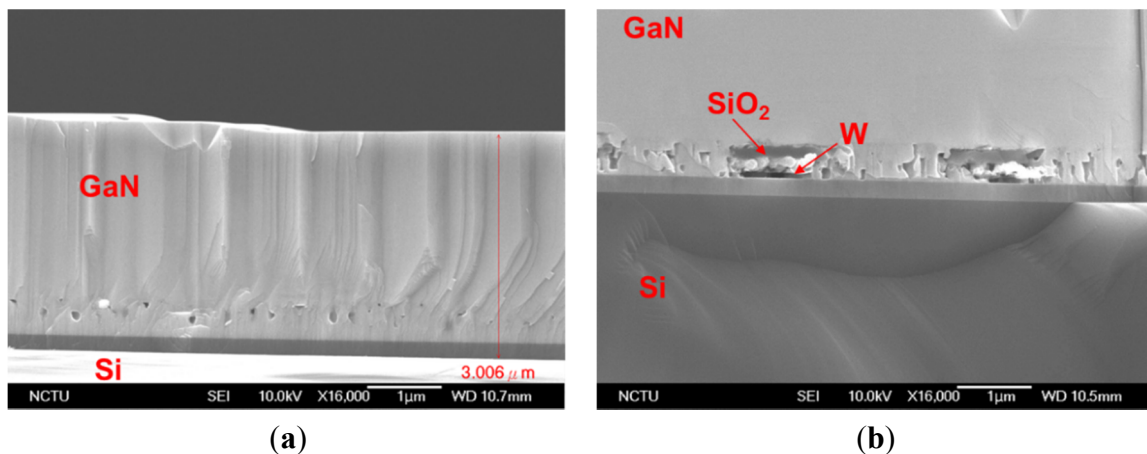 GaN
Si
3.006 μm
NCTU SEI 10.0kV X16,000 1μm WD 10.7mm
(a)
GaN
SiO₂
W
Si
NCTU SEI 10.0kV X16,000 1μm WD 10.5mm
(b)